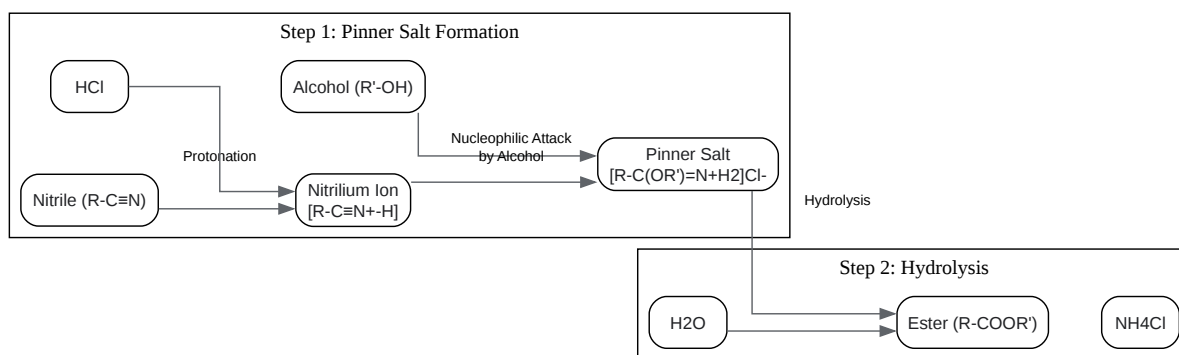 Step 1: Pinner Salt Formation
HCl
Alcohol (R'-OH)
Protonation
Nucleophilic Attack
by Alcohol
Pinner Salt
[R-C(OR')=N+H2]Cl-
Nitrile (R-C≡N)
Nitrilium Ion
[R-C≡N+-H]
Hydrolysis
Step 2: Hydrolysis
H2O
Ester (R-COOR')
NH4Cl